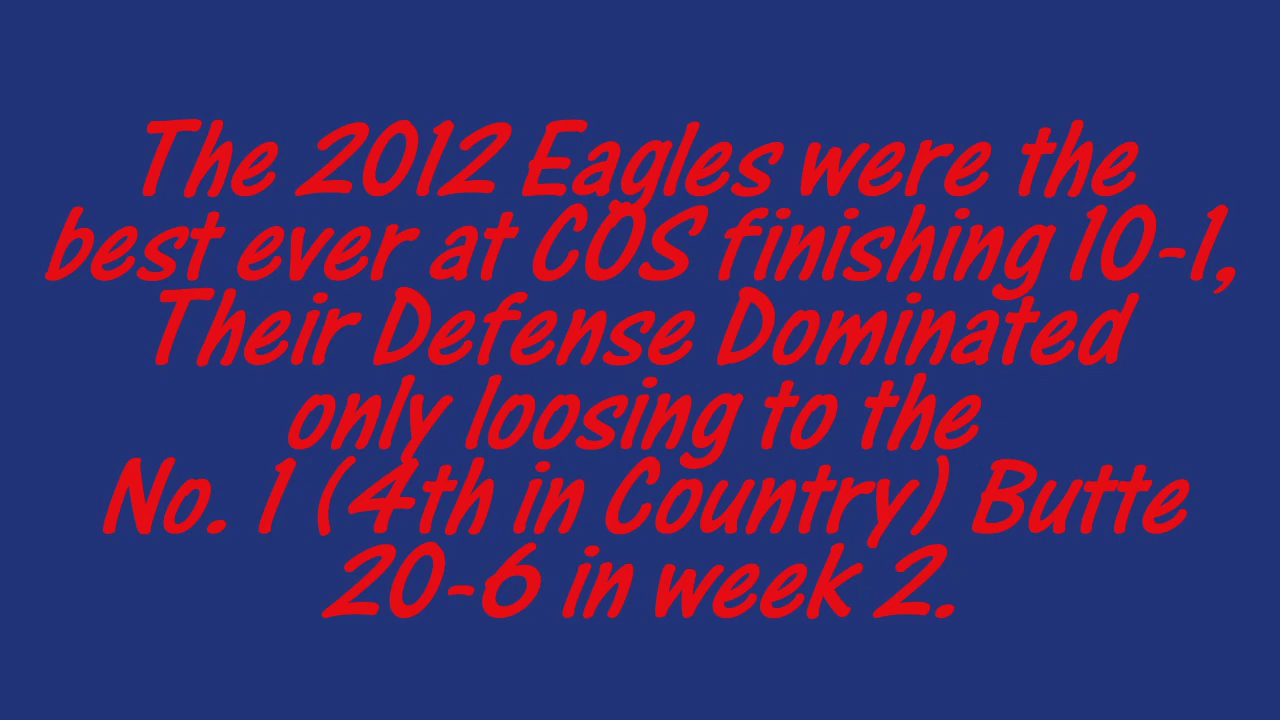 The 2012 Eagles were the
best ever at COS finishing 10-1,
Their Defense Dominated
only loosing to the
No. 1 (4th in Country) Butte
20-6 in week 2.